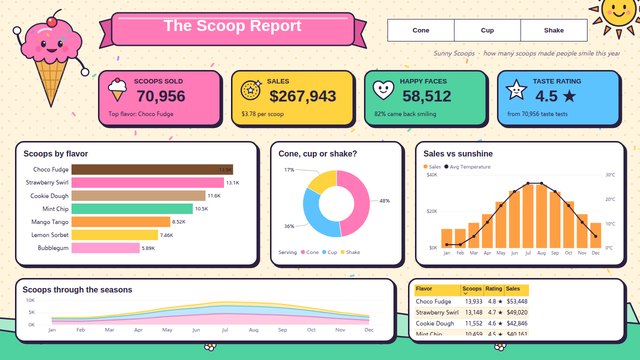 The Scoop Report
Cone Cup Shake
Sunny Scoops · how many scoops made people smile this year
SCOOPS SOLD
70,956
Top flavor: Choco Fudge
SALES
$267,943
$3.78 per scoop
HAPPY FACES
58,512
82% came back smiling
TASTE RATING
4.5 ★
from 70,956 taste tests
Scoops by flavor
Choco Fudge
Strawberry Swirl 13.1K
Cookie Dough 11.6K
Mint Chip 10.5K
Mango Tango 8.52K
Lemon Sorbet 7.46K
Bubblegum 5.89K
Cone, cup or shake?
17%
48%
36%
Serving Cone Cup Shake
Sales vs sunshine
Sales Avg Temperature
$40K 30°C
20°C
$20K
10°C
$0K 0°C
Jan Feb Mar Apr May Jun Jul Aug Sep Oct Nov Dec
Scoops through the seasons
10K
5K
0K
Jan Feb Mar Apr May Jun Jul Aug Sep Oct Nov Dec
Flavor Scoops Rating Sales
Choco Fudge 13,933 4.8 ★ $53,448
Strawberry Swirl 13,148 4.7 ★ $49,020
Cookie Dough 11,552 4.6 ★ $42,846
Mint Chip 10,459 4.5 ★ $40,161